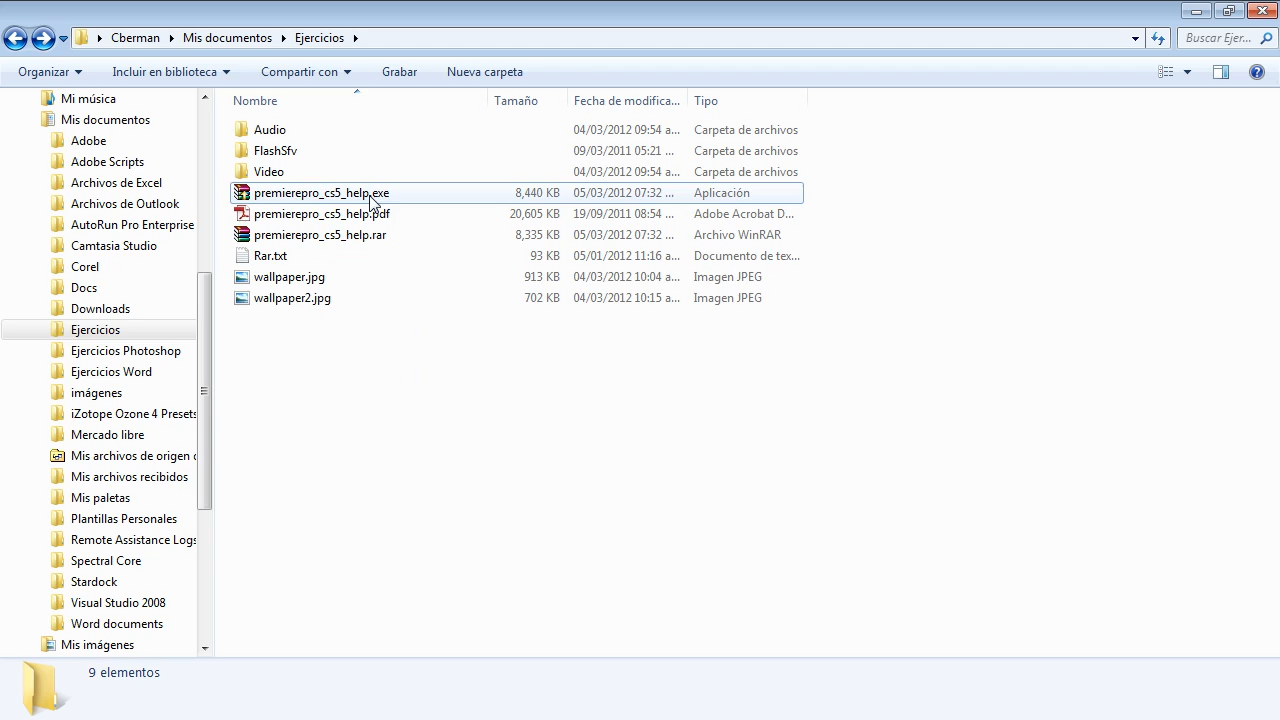 Cberman Mis documentos Ejercicios Buscar Ejer...
Organizar Incluir en biblioteca Compartir con Grabar Nueva carpeta
Mi música
Mis documentos
Adobe
Adobe Scripts
Archivos de Excel
Archivos de Outlook
AutoRun Pro Enterprise
Camtasia Studio
Corel
Docs
Downloads
Ejercicios
Ejercicios Photoshop
Ejercicios Word
imágenes
iZotope Ozone 4 Presets
Mercado libre
Mis archivos de origen
Mis archivos recibidos
Mis paletas
Plantillas Personales
Remote Assistance Logs
Spectral Core
Stardock
Visual Studio 2008
Word documents
Mis imágenes
Nombre Tamaño Fecha de modifica... Tipo
Audio 04/03/2012 09:54 a... Carpeta de archivos
FlashSfv 09/03/2011 05:21 ... Carpeta de archivos
Video 04/03/2012 09:54 a... Carpeta de archivos
premierepro_cs5_help.exe 8,440 KB 05/03/2012 07:32 ... Aplicación
premierepro_cs5_help.pdf 20,605 KB 19/09/2011 08:54 ... Adobe Acrobat D...
premierepro_cs5_help.rar 8,335 KB 05/03/2012 07:32 ... Archivo WinRAR
Rar.txt 93 KB 05/01/2012 11:16 a... Documento de tex...
wallpaper.jpg 913 KB 04/03/2012 10:04 a... Imagen JPEG
wallpaper2.jpg 702 KB 04/03/2012 10:15 a... Imagen JPEG
9 elementos